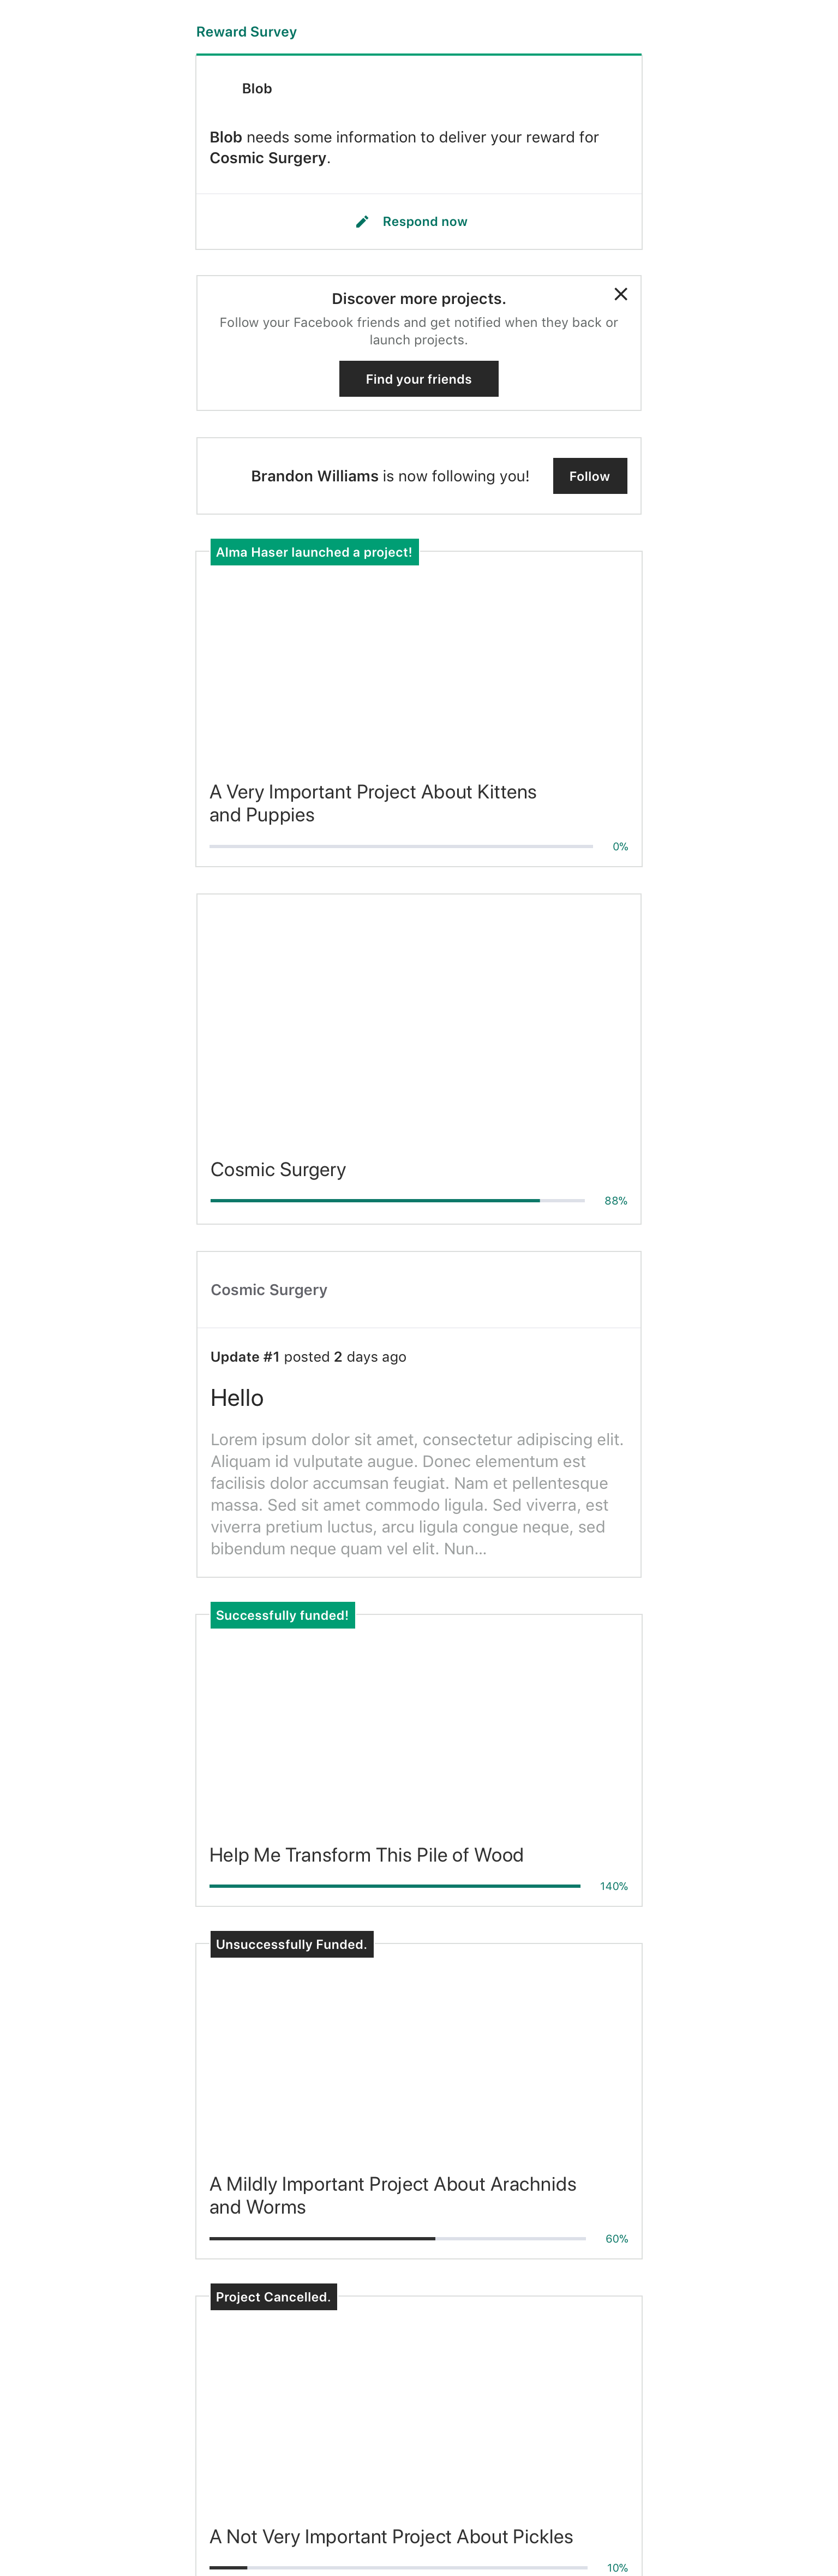 Reward Survey
Blob
Blob needs some information to deliver your reward for
Cosmic Surgery.
Respond now
Discover more projects.
Follow your Facebook friends and get notified when they back or
launch projects.
Find your friends
Brandon Williams is now following you!
Follow
Alma Haser launched a project!
A Very Important Project About Kittens
and Puppies
0%
Cosmic Surgery
88%
Cosmic Surgery
Update #1 posted 2 days ago
Hello
Lorem ipsum dolor sit amet, consectetur adipiscing elit.
Aliquam id vulputate augue. Donec elementum est
facilisis dolor accumsan feugiat. Nam et pellentesque
massa. Sed sit amet commodo ligula. Sed viverra, est
viverra pretium luctus, arcu ligula congue neque, sed
bibendum neque quam vel elit. Nun...
Successfully funded!
Help Me Transform This Pile of Wood
140%
Unsuccessfully Funded.
A Mildly Important Project About Arachnids
and Worms
60%
Project Cancelled.
A Not Very Important Project About Pickles
10%